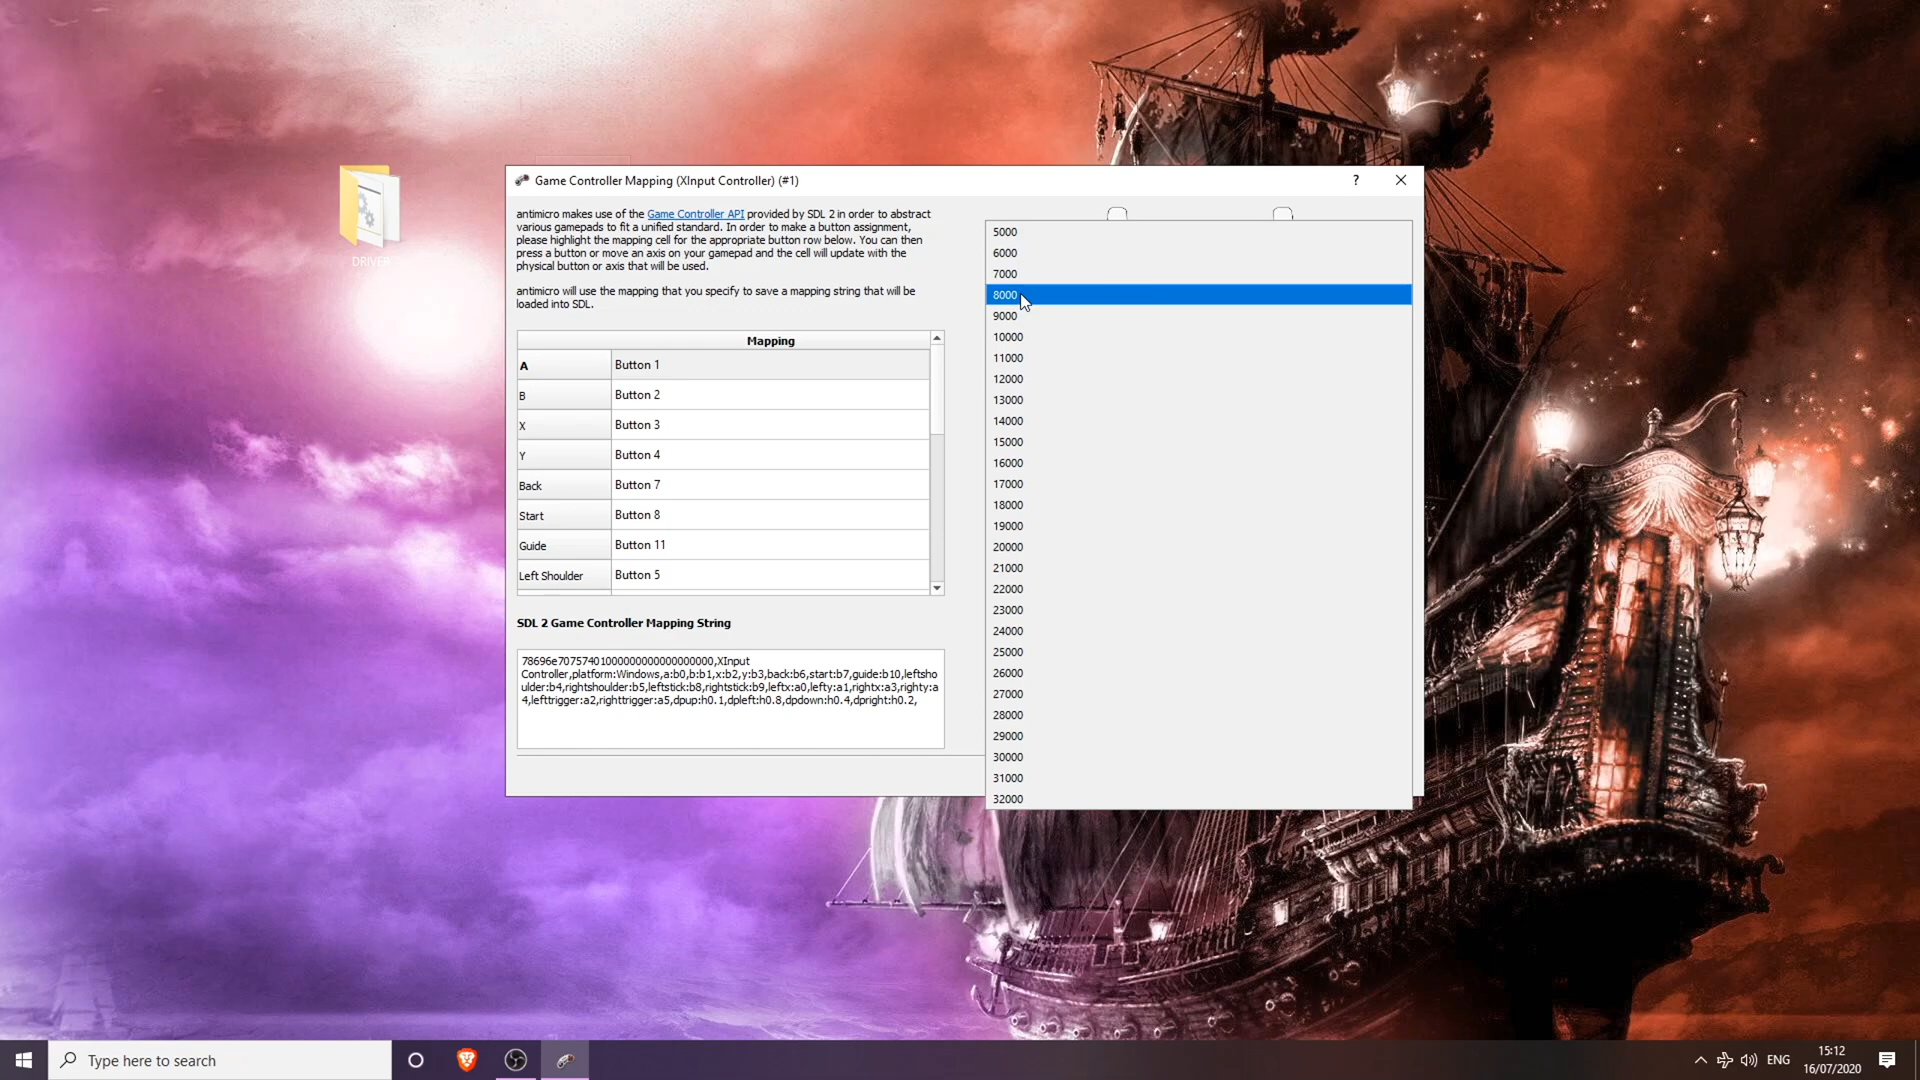 DRIVER
Game Controller Mapping (XInput Controller) (#1)
?
antimicro makes use of the Game Controller API provided by SDL 2 in order to abstract
various gamepads to fit a unified standard. In order to make a button assignment,
please highlight the mapping cell for the appropriate button row below. You can then
press a button or move an axis on your gamepad and the cell will update with the
physical button or axis that will be used.
antimicro will use the mapping that you specify to save a mapping string that will be
loaded into SDL.
Mapping
A Button 1
B Button 2
X Button 3
Y Button 4
Back Button 7
Start Button 8
Guide Button 11
Left Shoulder Button 5
SDL 2 Game Controller Mapping String
78696e70757401000000000000000000,XInput
Controller,platform:Windows,a:b0,b:b1,x:b2,y:b3,back:b6,start:b7,guide:b10,leftsho
ulder:b4,rightshoulder:b5,leftstick:b8,rightstick:b9,leftx:a0,lefty:a1,rightx:a3,righty:a
4,lefttrigger:a2,righttrigger:a5,dpup:h0.1,dpleft:h0.8,dpdown:h0.4,dpright:h0.2,
5000
6000
7000
8000
9000
10000
11000
12000
13000
14000
15000
16000
17000
18000
19000
20000
21000
22000
23000
24000
25000
26000
27000
28000
29000
30000
31000
32000
Type here to search
ENG
15:12
16/07/2020